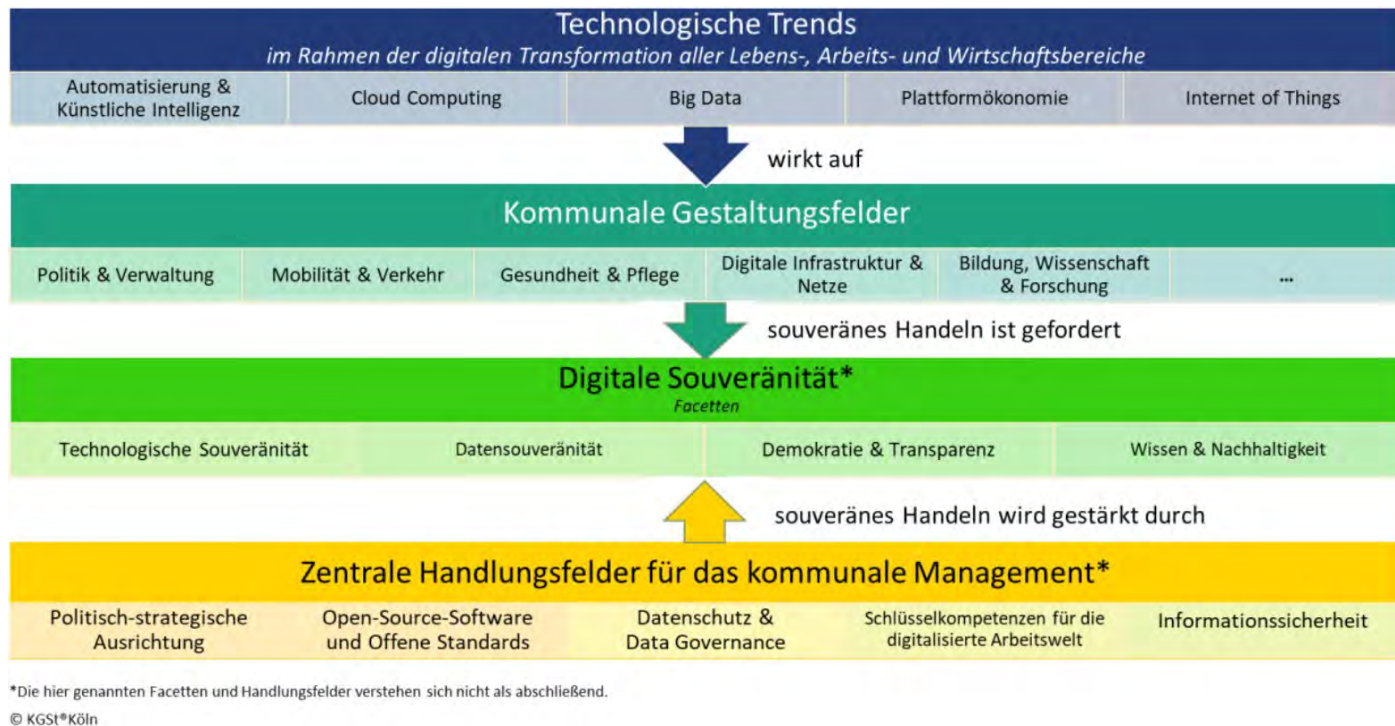 Technologische Trends
im Rahmen der digitalen Transformation aller Lebens-, Arbeits- und Wirtschaftsbereiche
Automatisierung &
Künstliche Intelligenz
Cloud Computing
Big Data
Plattformökonomie
Internet of Things
wirkt auf
Kommunale Gestaltungsfelder
Politik & Verwaltung
Mobilität & Verkehr
Gesundheit & Pflege
Digitale Infrastruktur &
Netze
Bildung, Wissenschaft
& Forschung
...
souveränes Handeln ist gefordert
Digitale Souveränität*
Facetten
Technologische Souveränität
Datensouveränität
Demokratie & Transparenz
Wissen & Nachhaltigkeit
souveränes Handeln wird gestärkt durch
Zentrale Handlungsfelder für das kommunale Management*
Politisch-strategische
Ausrichtung
Open-Source-Software
und Offene Standards
Datenschutz &
Data Governance
Schlüsselkompetenzen für die
digitalisierte Arbeitswelt
Informationssicherheit
*Die hier genannten Facetten und Handlungsfelder verstehen sich nicht als abschließend.
© KGSt®Köln